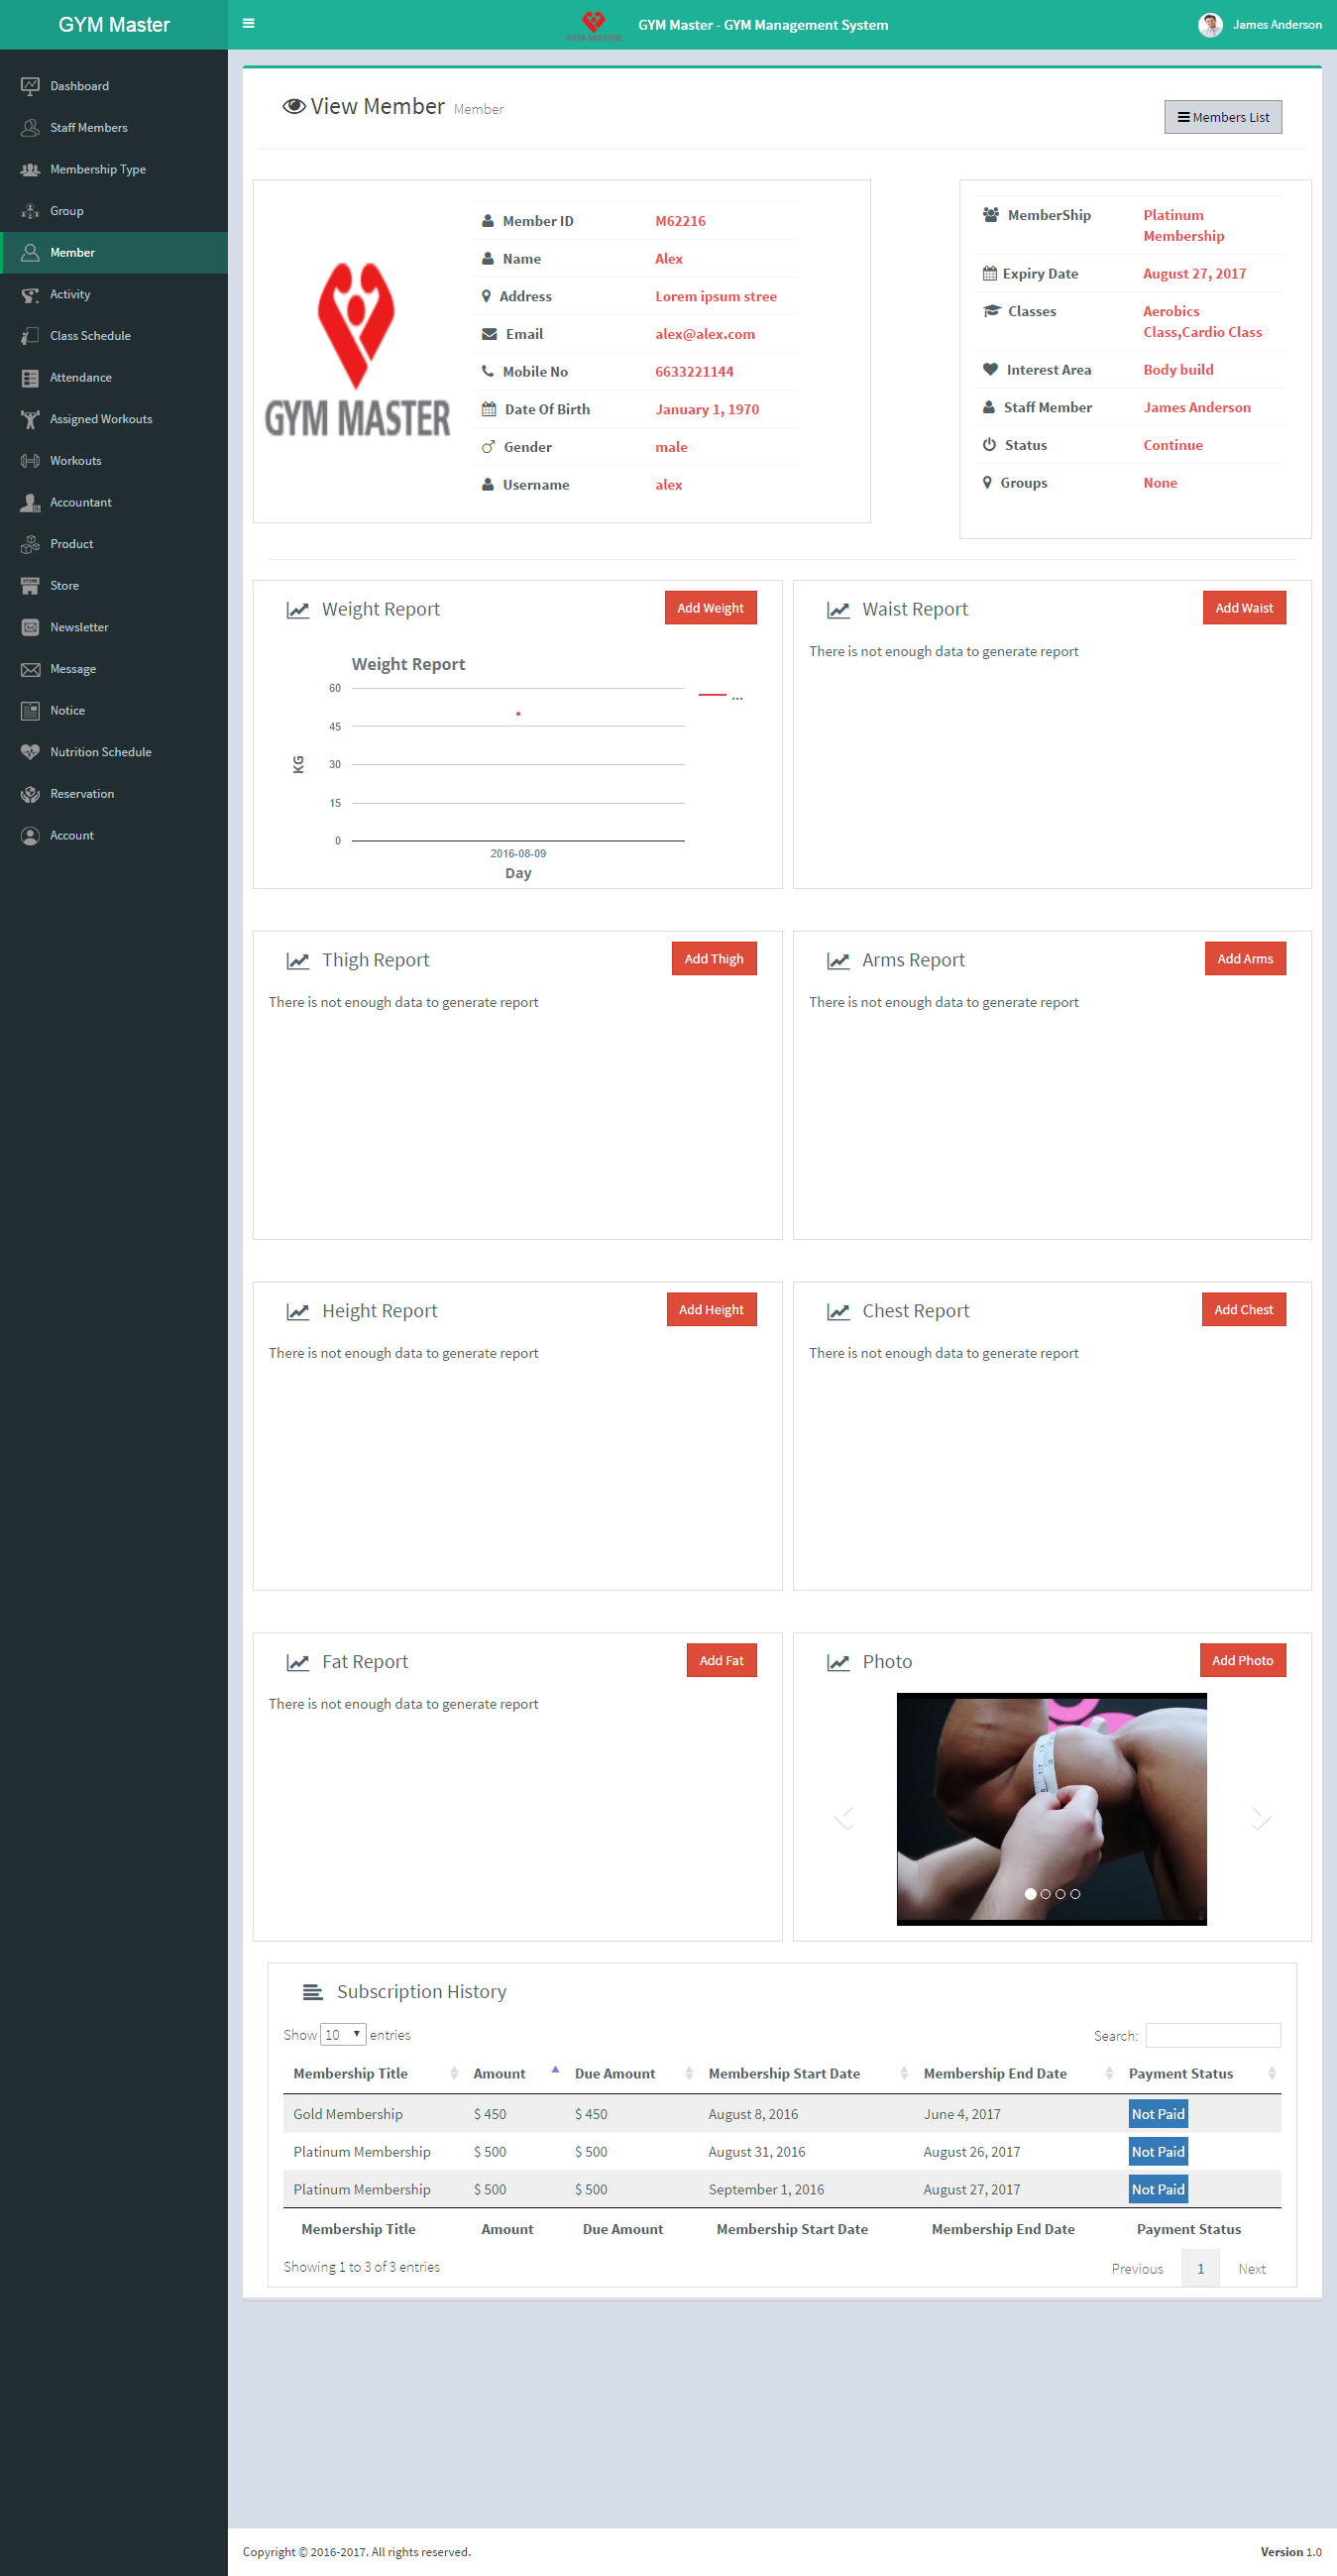 GYM Master
GYM MASTER
GYM Master - GYM Management System
James Anderson
Dashboard
Staff Members
Membership Type
Group
Member
Activity
Class Schedule
Attendance
Assigned Workouts
Workouts
Accountant
Product
Store
Newsletter
Message
Notice
Nutrition Schedule
Reservation
Account
View Member Member
Members List
GYM MASTER
Member ID M62216
Name Alex
Address Lorem ipsum stree
Email alex@alex.com
Mobile No 6633221144
Date Of Birth January 1, 1970
Gender male
Username alex
MemberShip Platinum
Membership
Expiry Date August 27, 2017
Classes Aerobics
Class,Cardio Class
Interest Area Body build
Staff Member James Anderson
Status Continue
Groups None
Weight Report Add Weight
Weight Report
60
45
30
15
0
KG
...
2016-08-09
Day
Waist Report Add Waist
There is not enough data to generate report
Thigh Report Add Thigh
There is not enough data to generate report
Arms Report Add Arms
There is not enough data to generate report
Height Report Add Height
There is not enough data to generate report
Chest Report Add Chest
There is not enough data to generate report
Fat Report Add Fat
There is not enough data to generate report
Photo Add Photo
Subscription History
Show 10 entries Search:
Membership Title Amount Due Amount Membership Start Date Membership End Date Payment Status
Gold Membership $ 450 $ 450 August 8, 2016 June 4, 2017 Not Paid
Platinum Membership $ 500 $ 500 August 31, 2016 August 26, 2017 Not Paid
Platinum Membership $ 500 $ 500 September 1, 2016 August 27, 2017 Not Paid
Membership Title Amount Due Amount Membership Start Date Membership End Date Payment Status
Showing 1 to 3 of 3 entries Previous 1 Next
Copyright © 2016-2017. All rights reserved. Version 1.0